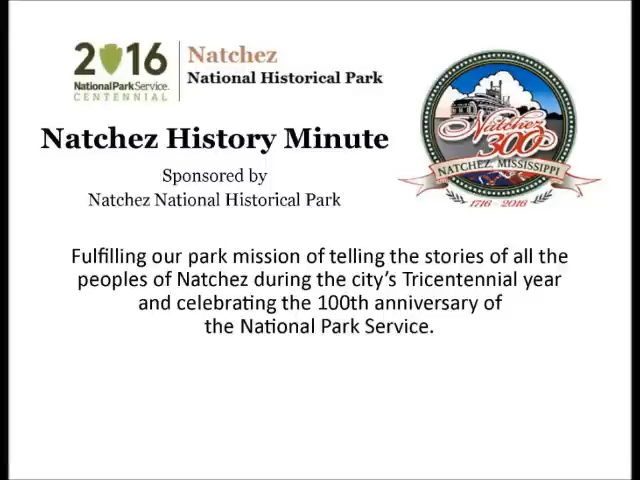 2016
National Park Service
CENTENNIAL
Natchez
National Historical Park
Natchez History Minute
Sponsored by
Natchez National Historical Park
Natchez
300
NATCHEZ, MISSISSIPPI
1716 - 2016
Fulfilling our park mission of telling the stories of all the
peoples of Natchez during the city's Tricentennial year
and celebrating the 100th anniversary of
the National Park Service.